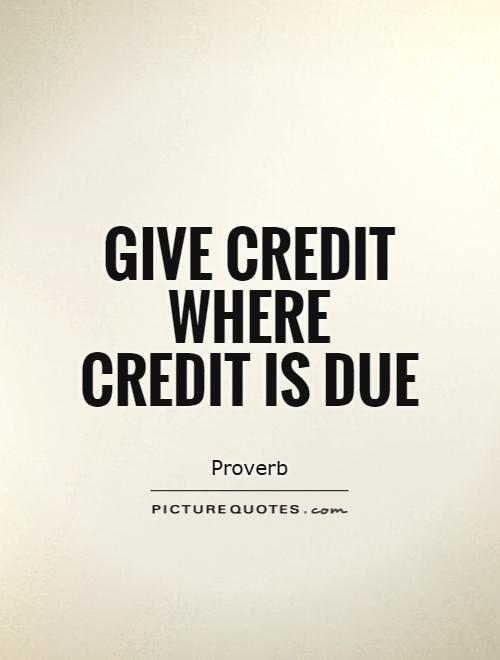 GIVE CREDIT
WHERE
CREDIT IS DUE
Proverb
PICTUREQUOTES.com